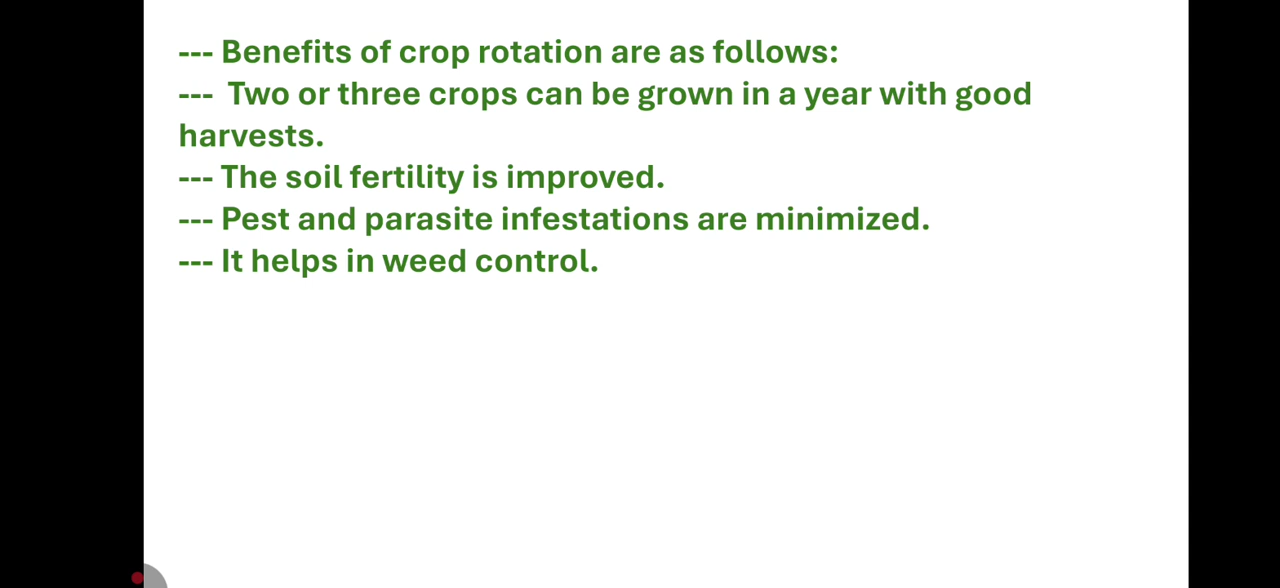 --- Benefits of crop rotation are as follows:
---  Two or three crops can be grown in a year with good
harvests.
--- The soil fertility is improved.
--- Pest and parasite infestations are minimized.
--- It helps in weed control.